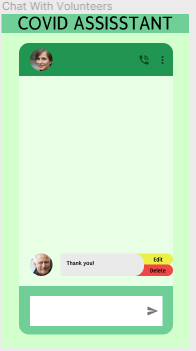 Chat With Volunteers
COVID ASSISSTANT
Thank you!
Edit
Delete